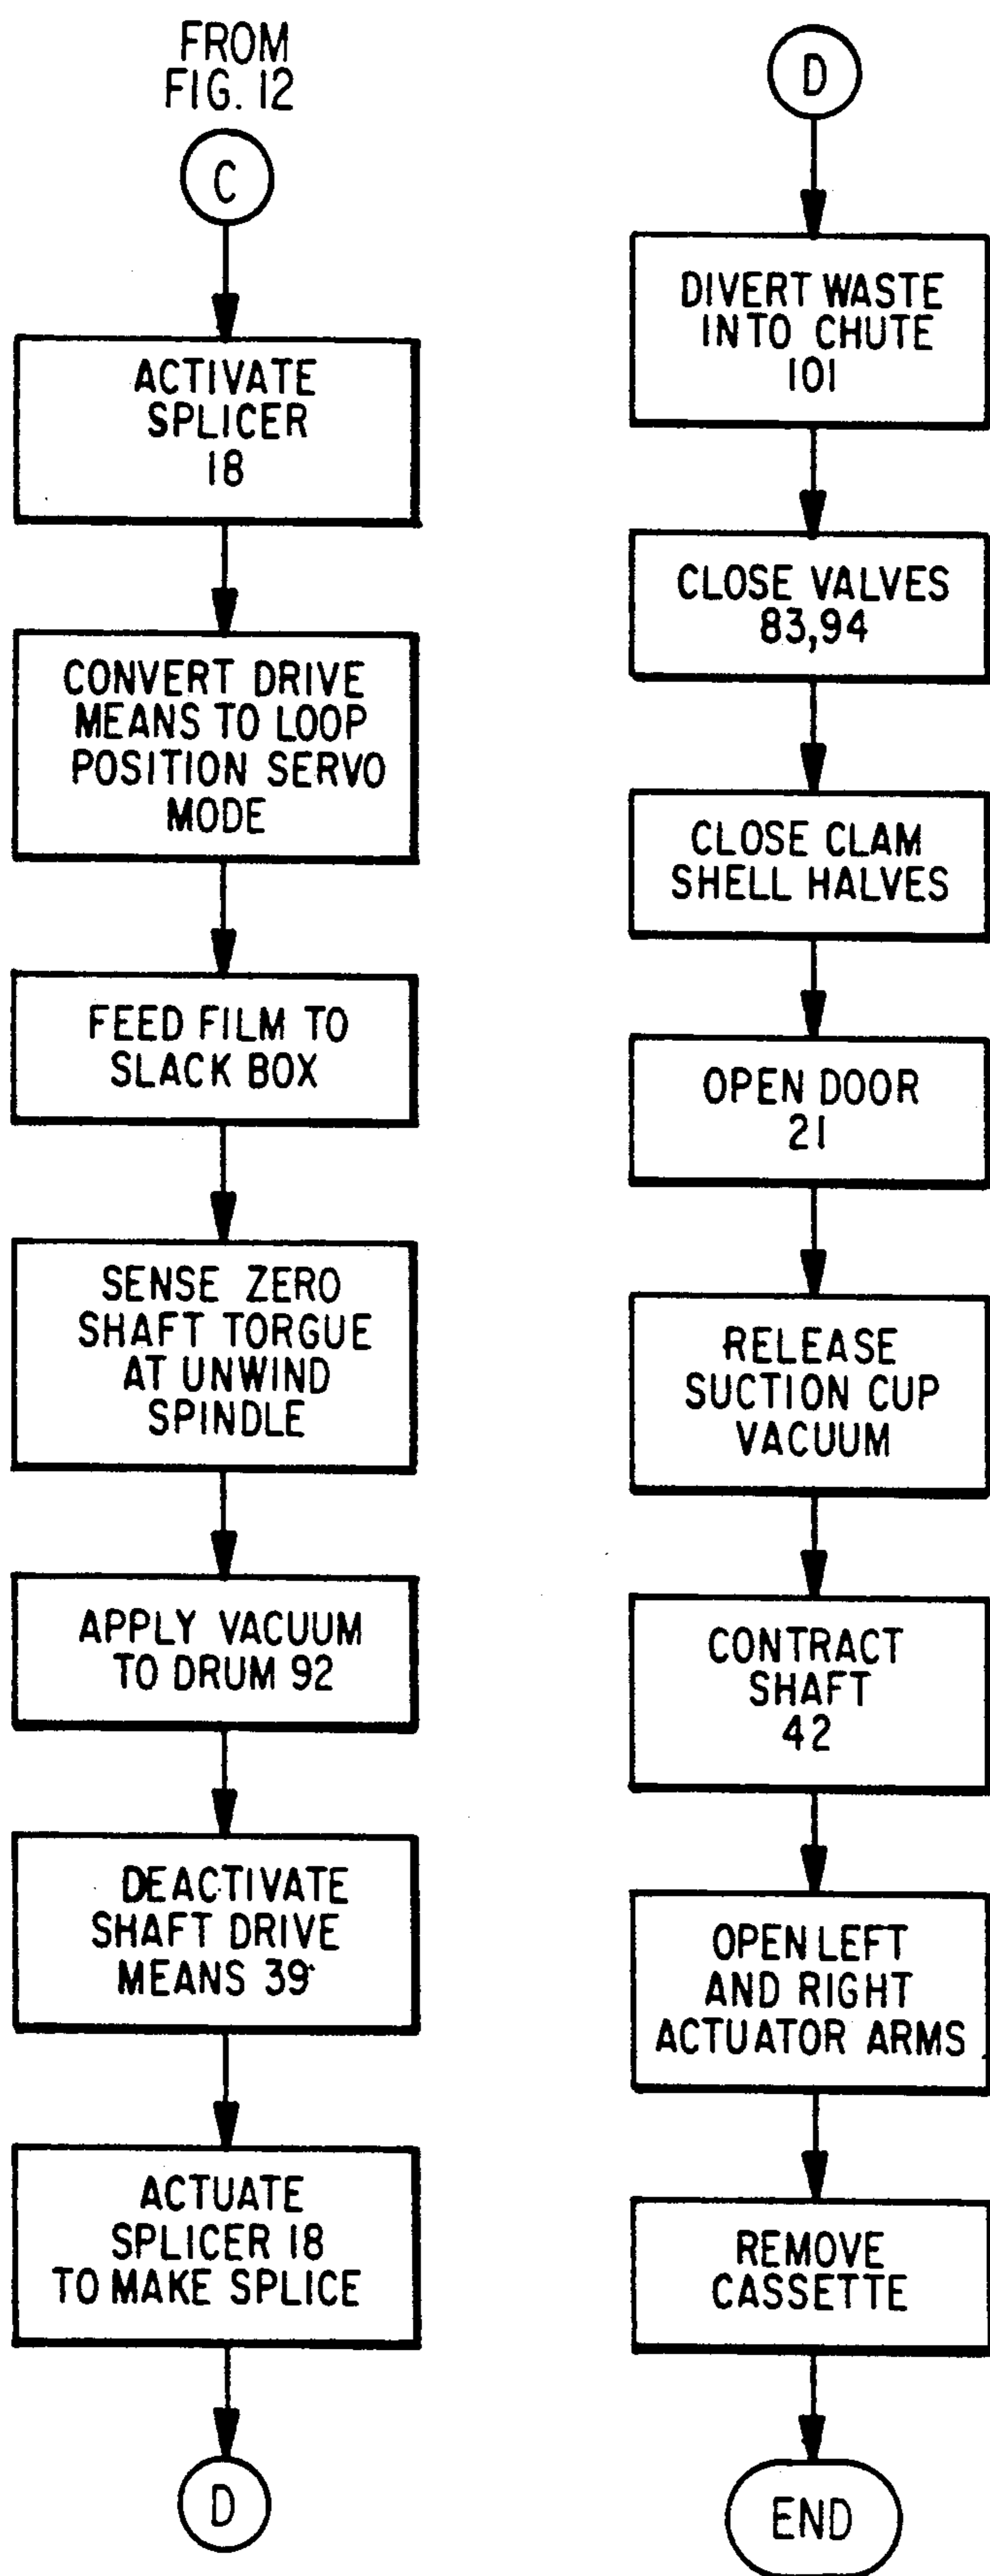 FROM
FIG. 12
C
ACTIVATE
SPLICER
18
CONVERT DRIVE
MEANS TO LOOP
POSITION SERVO
MODE
FEED FILM TO
SLACK BOX
SENSE ZERO
SHAFT TORGUE
AT UNWIND
SPINDLE
APPLY VACUUM
TO DRUM 92
DEACTIVATE
SHAFT DRIVE
MEANS 39
ACTUATE
SPLICER 18
TO MAKE SPLICE
D
D
DIVERT WASTE
INTO CHUTE
101
CLOSE VALVES
83,94
CLOSE CLAM
SHELL HALVES
OPEN DOOR
21
RELEASE
SUCTION CUP
VACUUM
CONTRACT
SHAFT
42
OPEN LEFT
AND RIGHT
ACTUATOR ARMS
REMOVE
CASSETTE
END